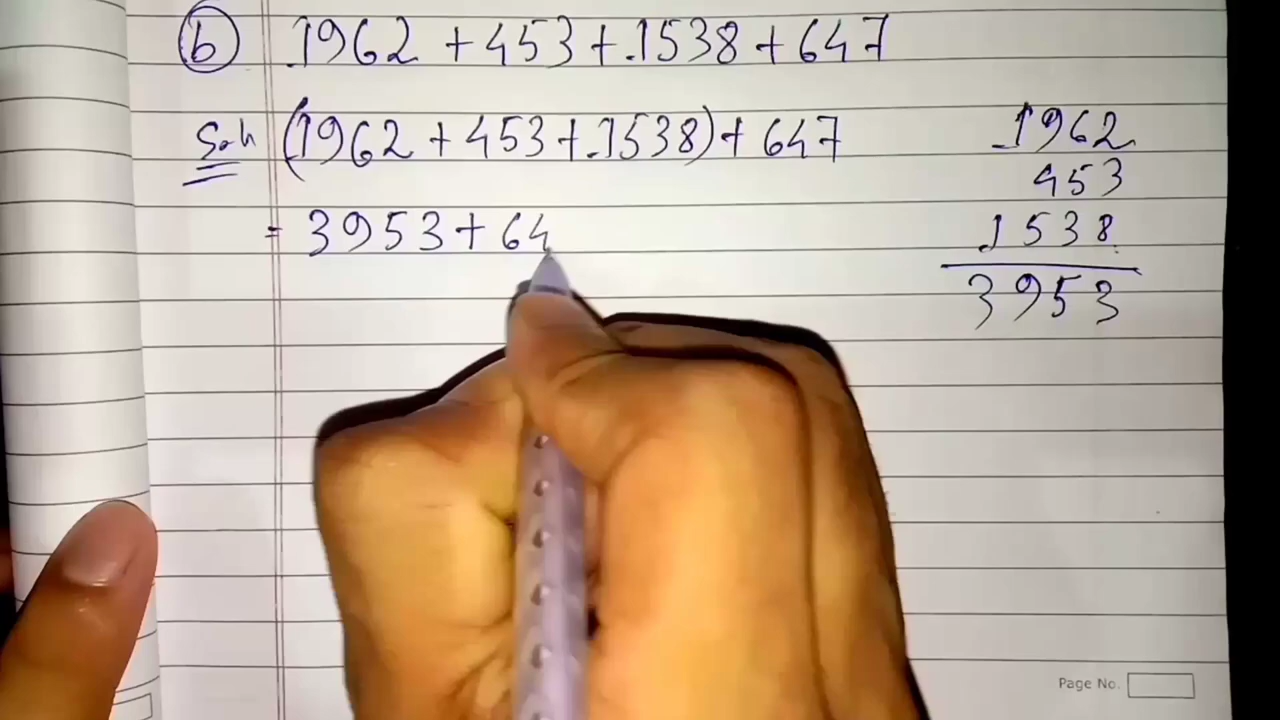 b 1962 + 453 + 1538 + 647
Soln (1962 + 453 + 1538) + 647
= 3953 + 64
1962
453
1538
3953
Page No.